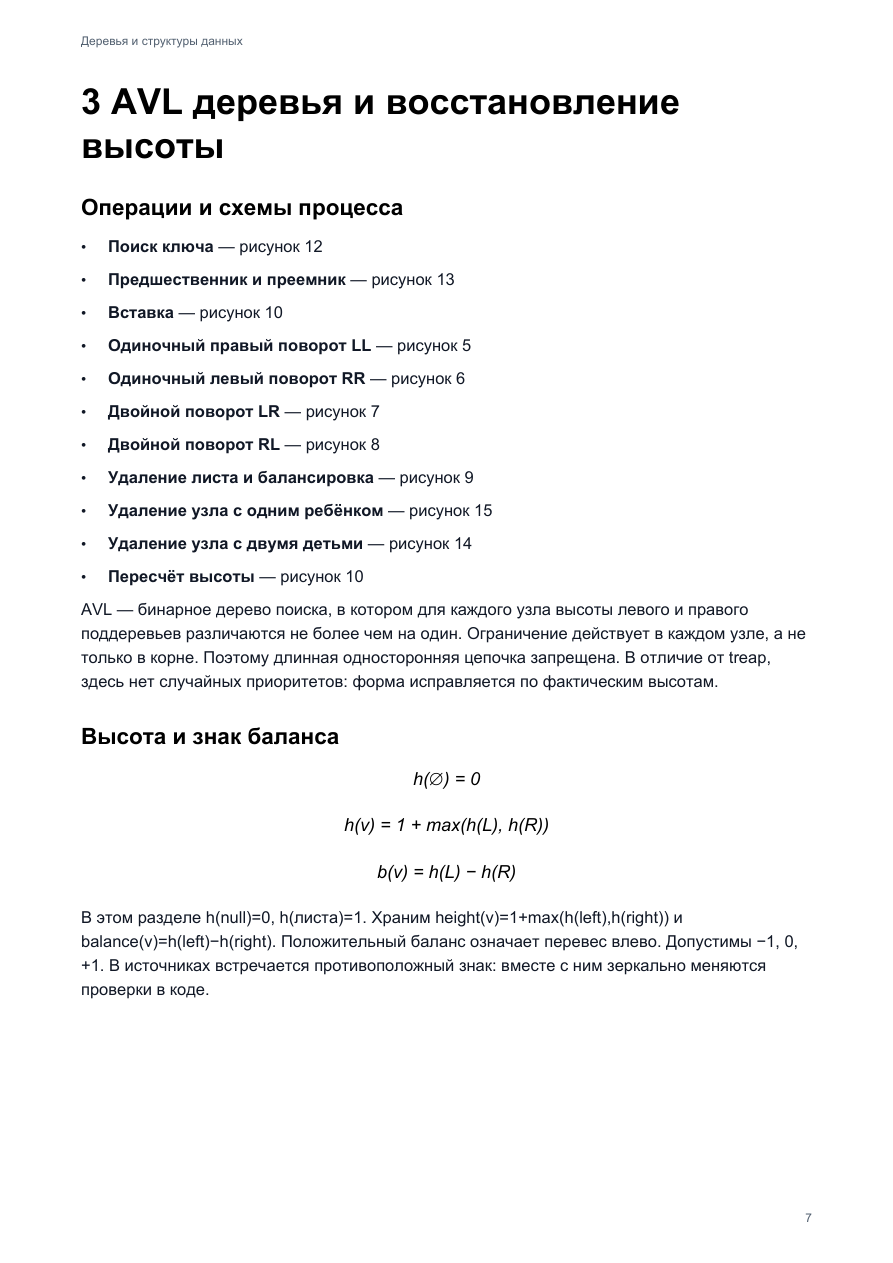 Деревья и структуры данных
3 AVL деревья и восстановление
высоты
Операции и схемы процесса
• Поиск ключа — рисунок 12
• Предшественник и преемник — рисунок 13
• Вставка — рисунок 10
• Одиночный правый поворот LL — рисунок 5
• Одиночный левый поворот RR — рисунок 6
• Двойной поворот LR — рисунок 7
• Двойной поворот RL — рисунок 8
• Удаление листа и балансировка — рисунок 9
• Удаление узла с одним ребёнком — рисунок 15
• Удаление узла с двумя детьми — рисунок 14
• Пересчёт высоты — рисунок 10
AVL — бинарное дерево поиска, в котором для каждого узла высоты левого и правого
поддеревьев различаются не более чем на один. Ограничение действует в каждом узле, а не
только в корне. Поэтому длинная односторонняя цепочка запрещена. В отличие от treap,
здесь нет случайных приоритетов: форма исправляется по фактическим высотам.
Высота и знак баланса
h(∅) = 0
h(v) = 1 + max(h(L), h(R))
b(v) = h(L) − h(R)
В этом разделе h(null)=0, h(листа)=1. Храним height(v)=1+max(h(left),h(right)) и
balance(v)=h(left)−h(right). Положительный баланс означает перевес влево. Допустимы −1, 0,
+1. В источниках встречается противоположный знак: вместе с ним зеркально меняются
проверки в коде.
7